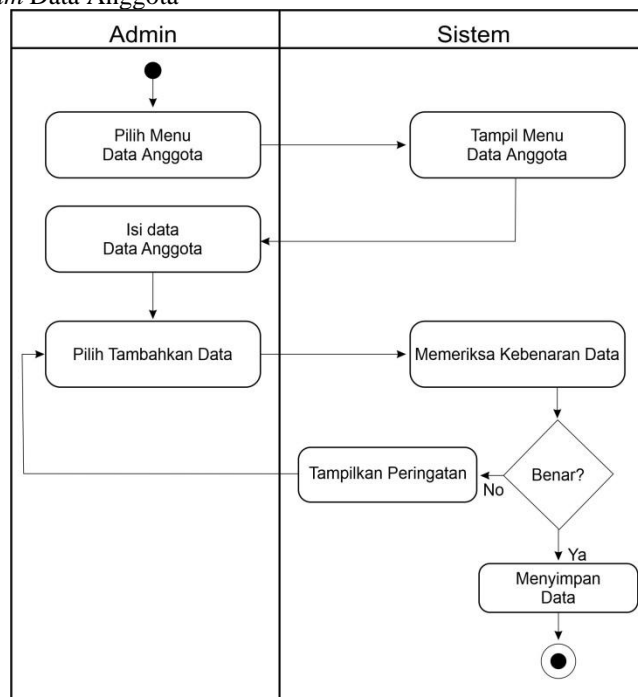 Data Anggota
Admin
Sistem
Pilih Menu
Data Anggota
Tampil Menu
Data Anggota
Isi data
Data Anggota
Pilih Tambahkan Data
Memeriksa Kebenaran Data
Tampilkan Peringatan
No
Benar?
Ya
Menyimpan
Data